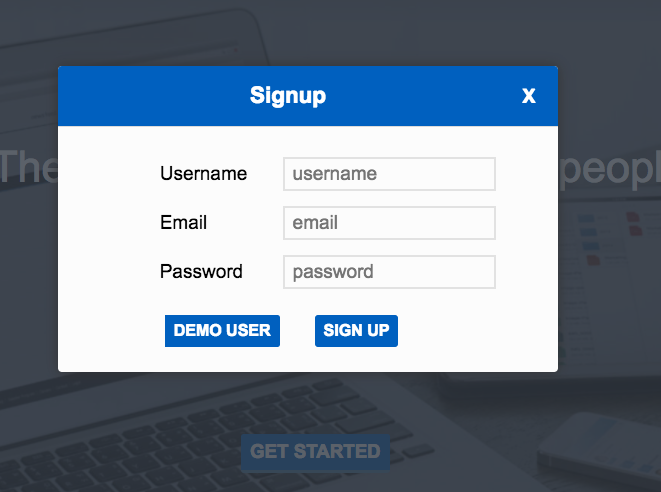 Signup X
The peopl
Username username
Email email
Password password
DEMO USER SIGN UP
GET STARTED